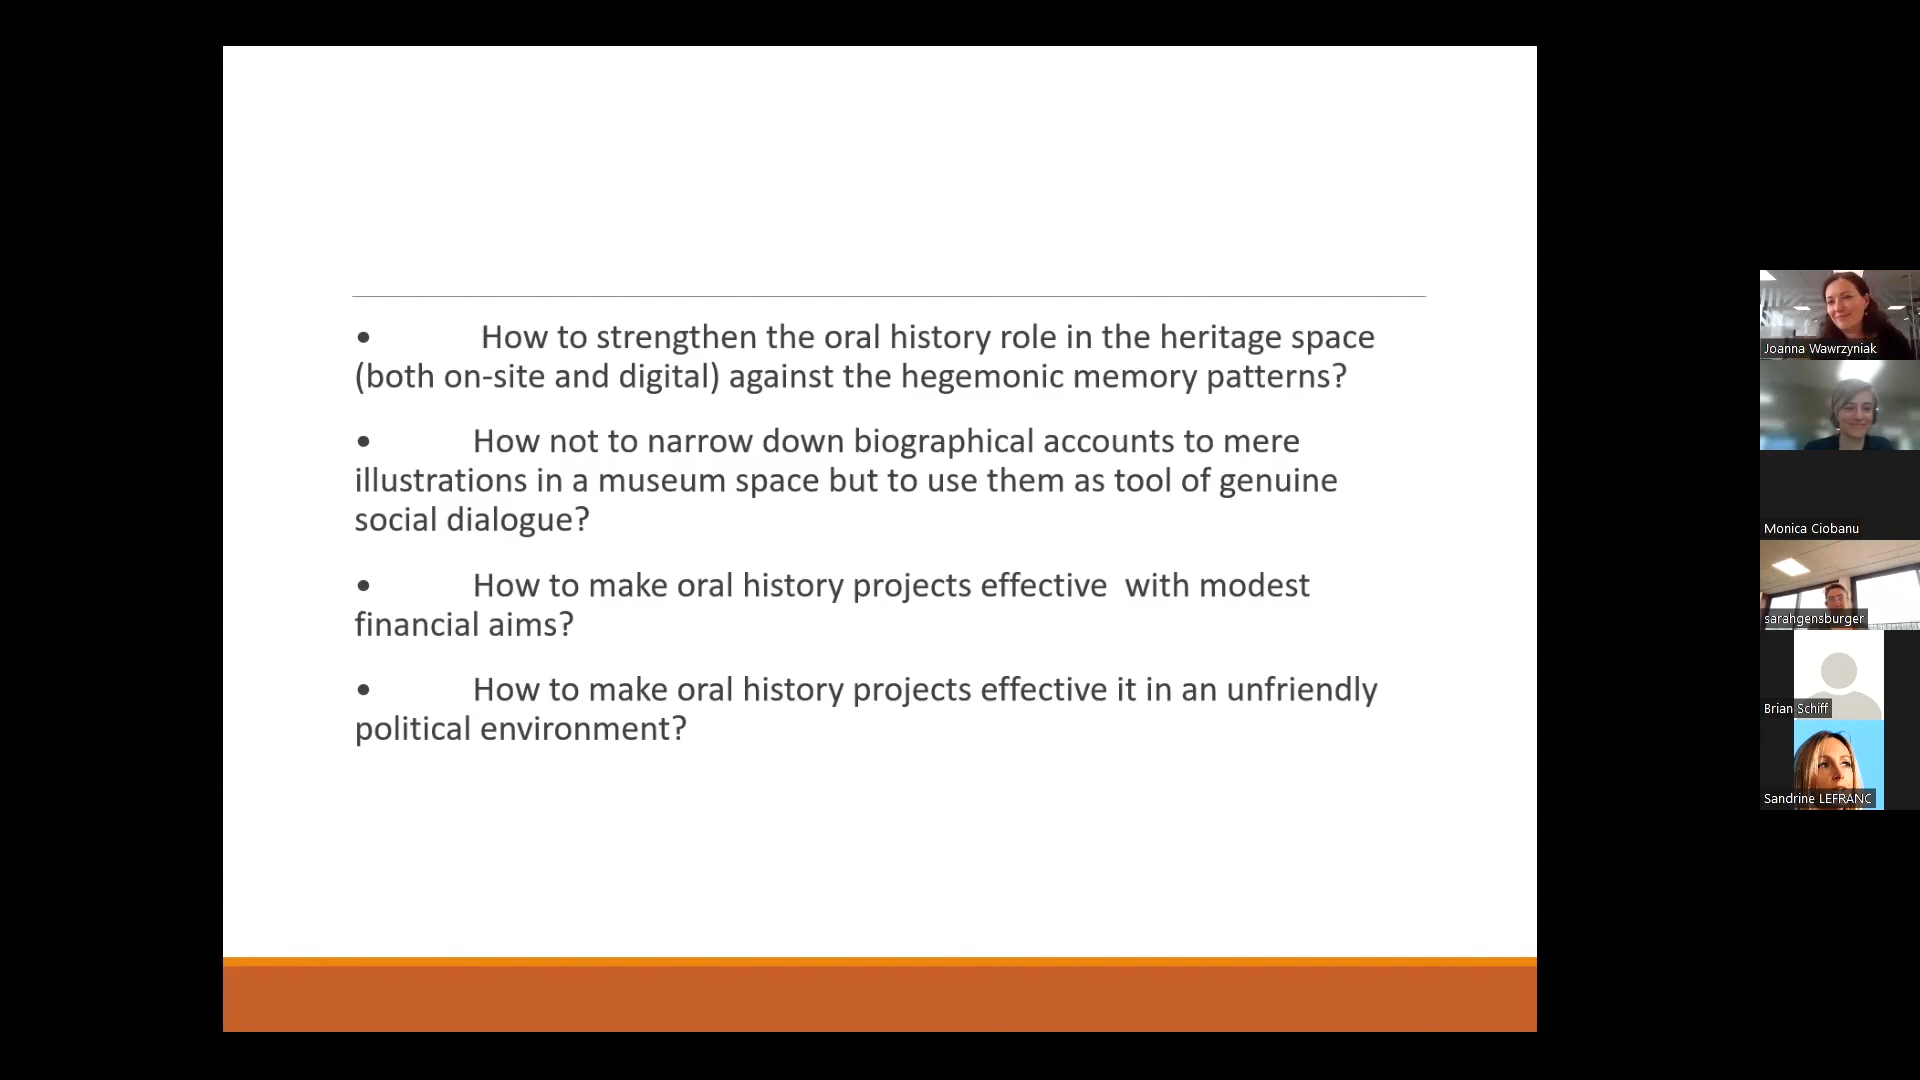 • How to strengthen the oral history role in the heritage space
(both on-site and digital) against the hegemonic memory patterns?
• How not to narrow down biographical accounts to mere
illustrations in a museum space but to use them as tool of genuine
social dialogue?
• How to make oral history projects effective  with modest
financial aims?
• How to make oral history projects effective it in an unfriendly
political environment?
Joanna Wawrzyniak
Monica Ciobanu
sarahgensburger
Brian Schiff
Sandrine LEFRANC